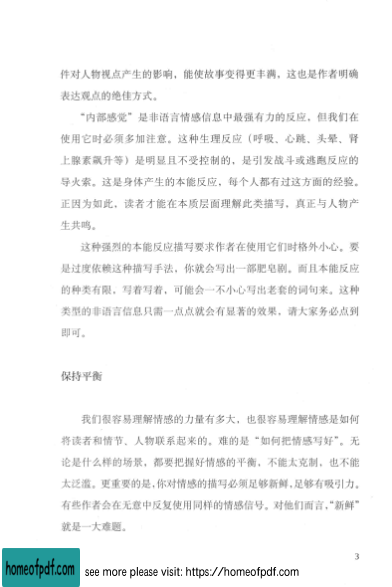 件对人物视点产生的影响，能使故事变得更丰满，这也是作者明确
表达观点的绝佳方式。
“内部感觉”是非语言情感信息中最强有力的反应，但我们在
使用它时必须多加注意。这种生理反应（呼吸、心跳、头晕、肾
上腺素飙升等）是明显且不受控制的，是引发战斗或逃跑反应的
导火索。这是身体产生的本能反应，每个人都有过这方面的经验。
正因为如此，读者才能在本质层面理解此类描写，真正与人物产
生共鸣。
这种强烈的本能反应描写要求作者在使用它们时格外小心。要
是过度依赖这种描写手法，你就会写出一部肥皂剧。而且本能反应
的种类有限，写着写着，可能会一不小心写出老套的词句来。这种
类型的非语言信息只需一点点就会有显著的效果，请大家务必点到
即可。
保持平衡
我们很容易理解情感的力量有多大，也很容易理解情感是如何
将读者和情节、人物联系起来的。难的是“如何把情感写好”。无
论是什么样的场景，都要把握好情感的平衡，不能太克制，也不能
太泛滥。更重要的是，你对情感的描写必须足够新鲜，足够有吸引力。
有些作者会在无意中反复使用同样的情感信号。对他们而言，“新鲜”
就是一大难题。
3
homeofpdf.com
see more please visit: https://homeofpdf.com